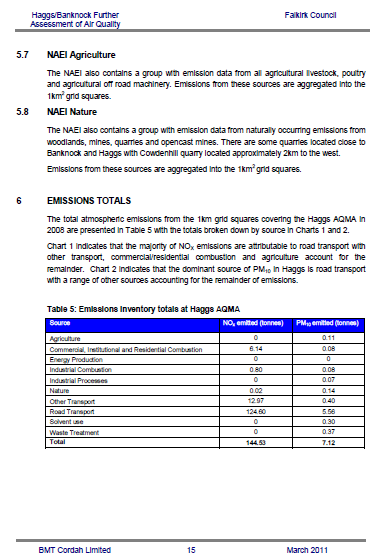 Haggs/Banknock Further Falkirk Council
Assessment of Air Quality
5.7 NAEI Agriculture
The NAEI also contains a group with emission data from all agricultural livestock, poultry
and agricultural off road machinery. Emissions from these sources are aggregated into the
1km² grid squares.
5.8 NAEI Nature
The NAEI also contains a group with emission data from naturally occurring emissions from
woodlands, mines, quarries and opencast mines. There are some quarries located close to
Banknock and Haggs with Cowdenhill quarry located approximately 2km to the west.
Emissions from these sources are aggregated into the 1km² grid squares.
6 EMISSIONS TOTALS
The total atmospheric emissions from the 1km grid squares covering the Haggs AQMA in
2008 are presented in Table 5 with the totals broken down by source in Charts 1 and 2.
Chart 1 indicates that the majority of NOₓ emissions are attributable to road transport with
other transport, commercial/residential combustion and agriculture account for the
remainder. Chart 2 indicates that the dominant source of PM₁₀ in Haggs is road transport
with a range of other sources accounting for the remainder of emissions.
Table 5: Emissions inventory totals at Haggs AQMA
Source NOₓ emitted (tonnes) PM₁₀ emitted (tonnes)
Agriculture 0 0.11
Commercial, Institutional and Residential Combustion 6.14 0.08
Energy Production 0 0
Industrial Combustion 0.80 0.08
Industrial Processes 0 0.07
Nature 0.02 0.14
Other Transport 12.97 0.40
Road Transport 124.60 5.56
Solvent use 0 0.30
Waste Treatment 0 0.37
Total 144.53 7.12
BMT Cordah Limited 15 March 2011